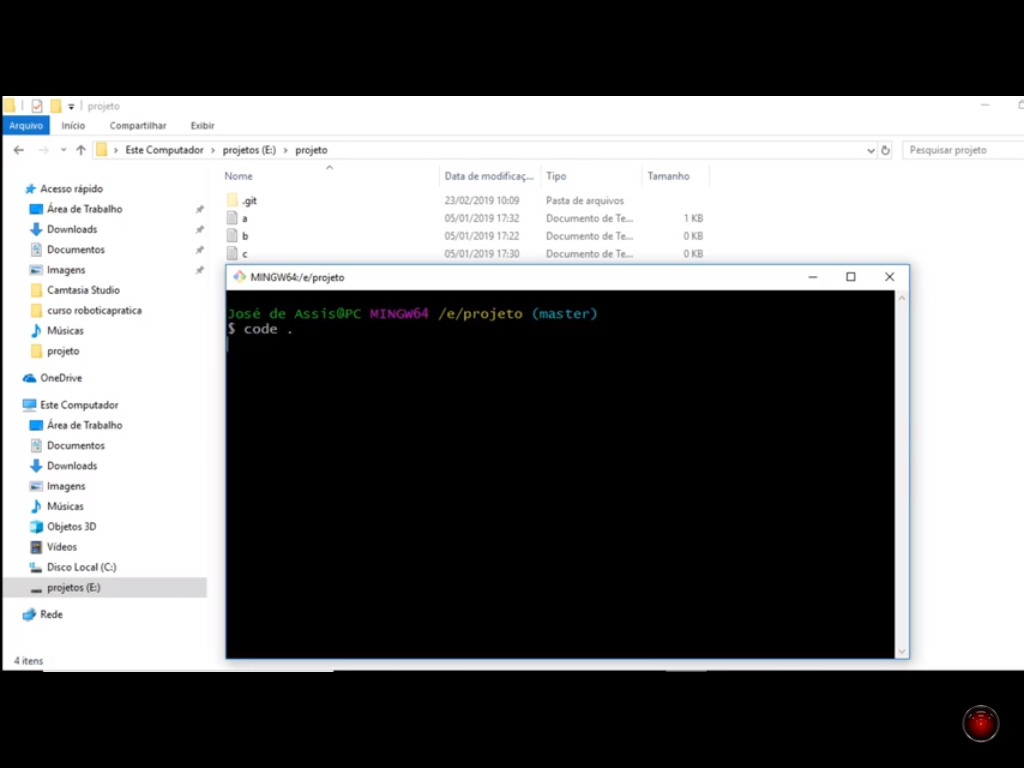 projeto
Arquivo Início Compartilhar Exibir
Este Computador projetos (E:) projeto Pesquisar projeto
Nome Data de modificaç... Tipo Tamanho
.git 23/02/2019 10:09 Pasta de arquivos
a 05/01/2019 17:32 Documento de Te... 1 KB
b 05/01/2019 17:22 Documento de Te... 0 KB
c 05/01/2019 17:30 Documento de Te... 0 KB
Acesso rápido
Área de Trabalho
Downloads
Documentos
Imagens
Camtasia Studio
curso roboticapratica
Músicas
projeto
OneDrive
Este Computador
Área de Trabalho
Documentos
Downloads
Imagens
Músicas
Objetos 3D
Vídeos
Disco Local (C:)
projetos (E:)
Rede
4 itens
MINGW64:/e/projeto
José de Assis@PC MINGW64 /e/projeto (master)
$ code .